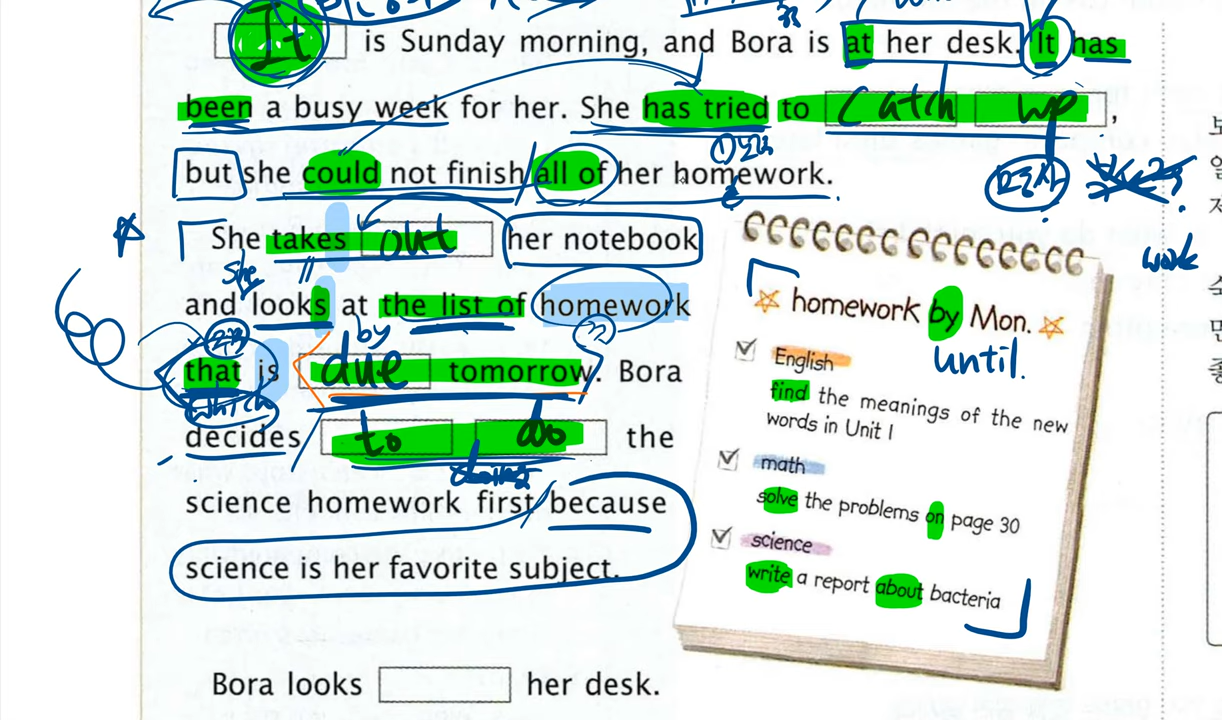 It is Sunday morning, and Bora is at her desk. It has
been a busy week for her. She has tried to catch up,
but she could not finish all of her homework.
She takes out her notebook
She
and looks at the list of homework
by
that is due tomorrow. Bora
which
decides to do the
doing
science homework first because
science is her favorite subject.
Bora looks her desk.
homework by Mon.
until.
English
find the meanings of the new
words in Unit 1
math
solve the problems on page 30
science
write a report about bacteria
work